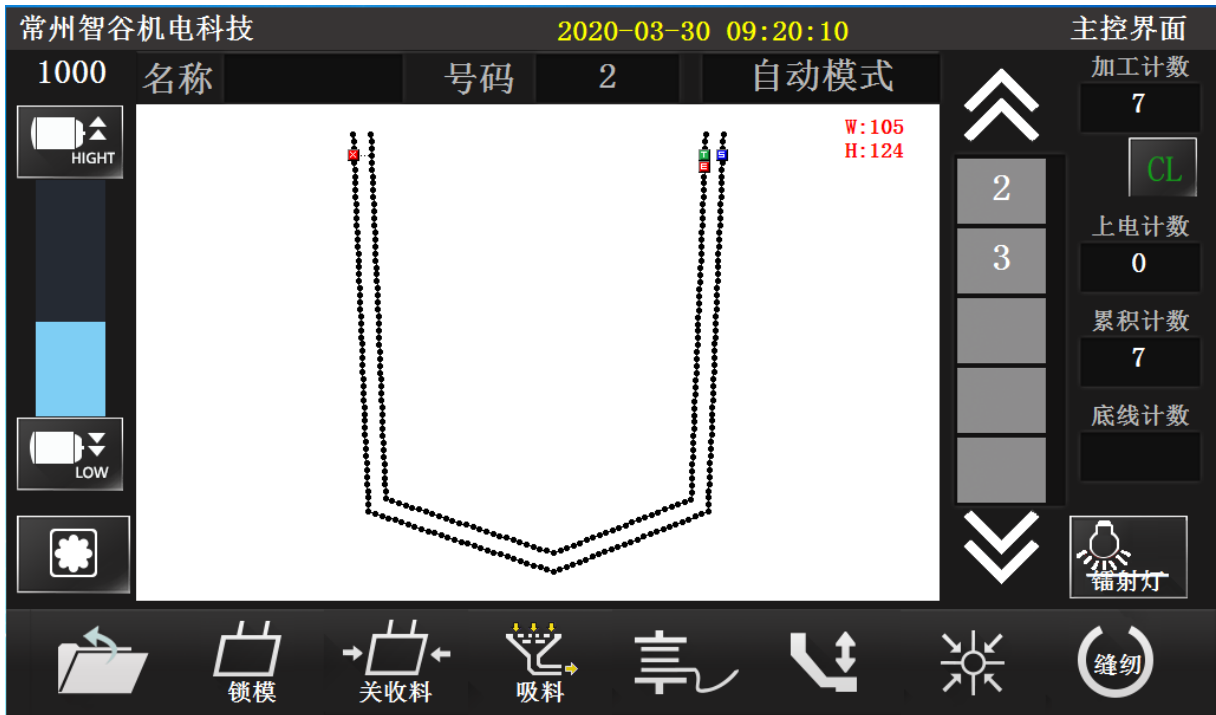 常州智谷机电科技 2020-03-30 09:20:10 主控界面
1000 名称 号码 2 自动模式 加工计数
7
W:105
H:124
HIGHT
CL
2
上电计数
3
0
累积计数
7
底线计数
LOW
X
T
S
E
镭射灯
锁模 关收料 吸料 缝纫